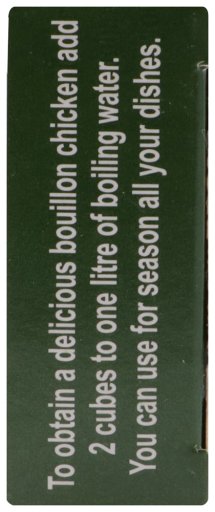 To obtain a delicious bouillon chicken add
2 cubes to one litre of boiling water.
You can use for season all your dishes.